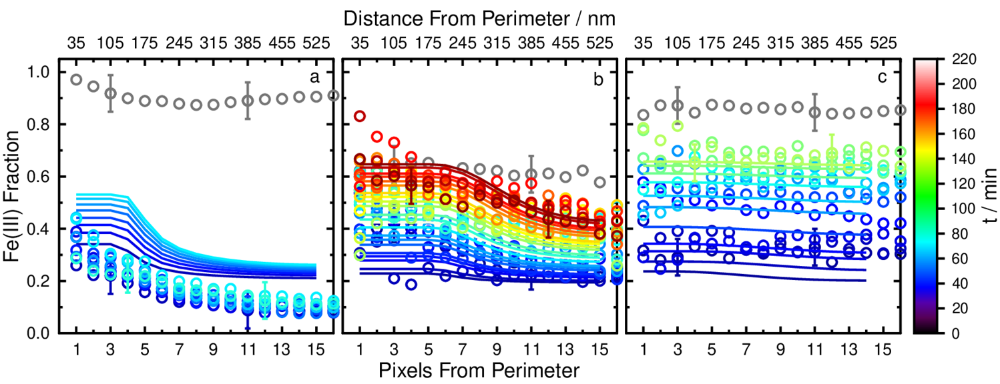 Distance From Perimeter / nm
35 105 175 245 315 385 455 525 35 105 175 245 315 385 455 525 35 105 175 245 315 385 455 525
a b c
Fe(III) Fraction
1.0
0.8
0.6
0.4
0.2
0.0
1 3 5 7 9 11 13 15 1 3 5 7 9 11 13 15 1 3 5 7 9 11 13 15
Pixels From Perimeter
220
200
180
160
140
120
100
80
60
40
20
0
t / min